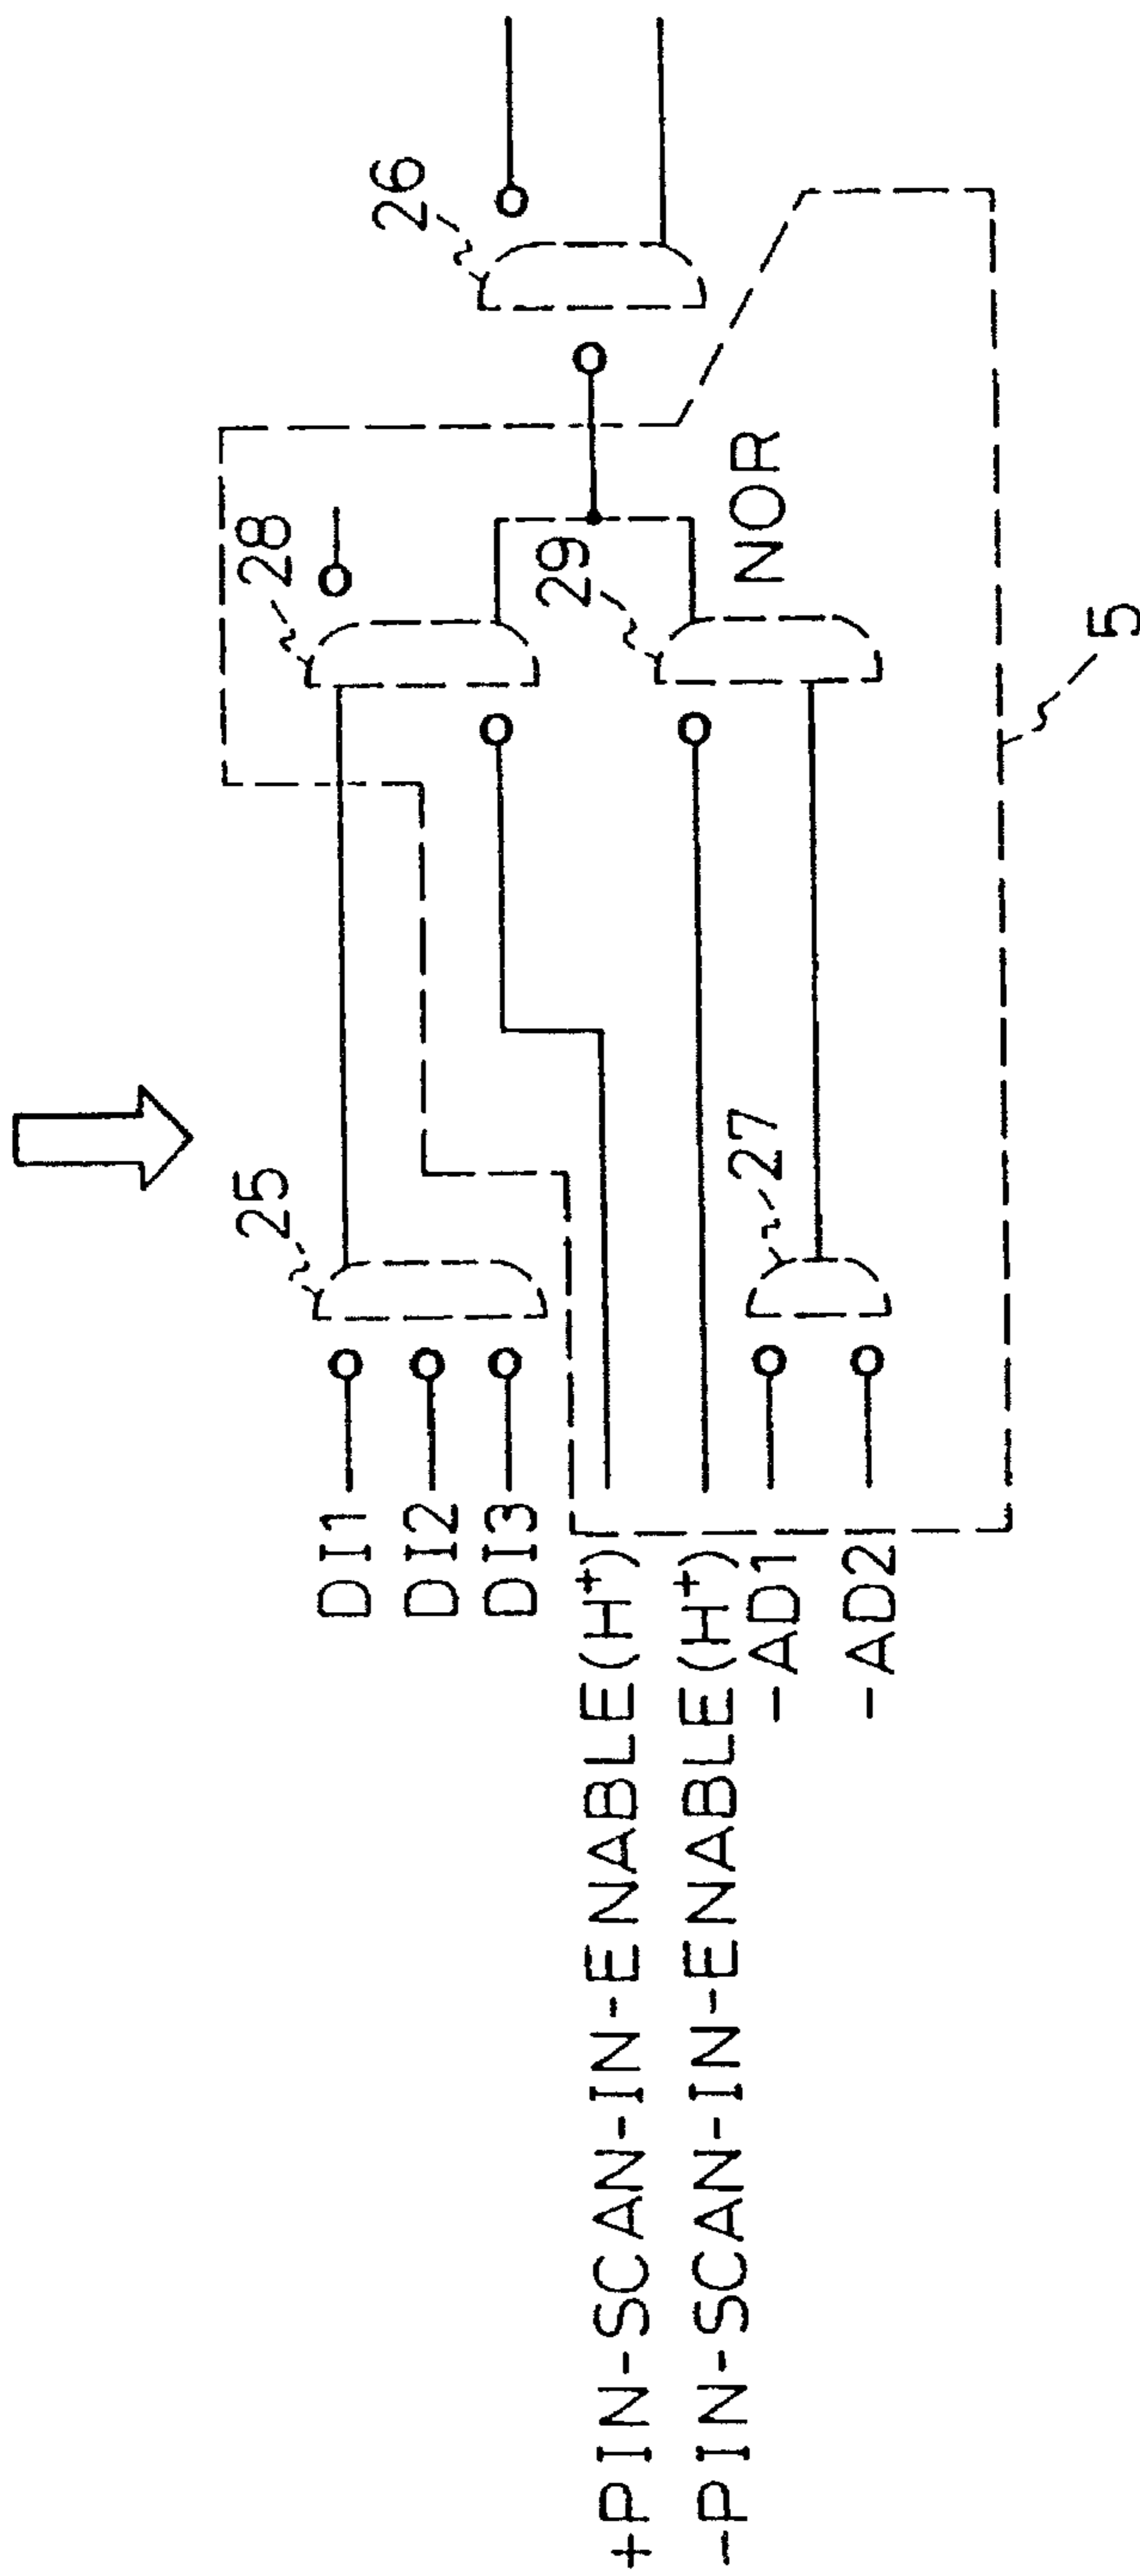 26
28
29
NOR
25
27
5
DI1
DI2
DI3
+PIN-SCAN-IN-ENABLE(H+)
-PIN-SCAN-IN-ENABLE(H+)
-AD1
-AD2